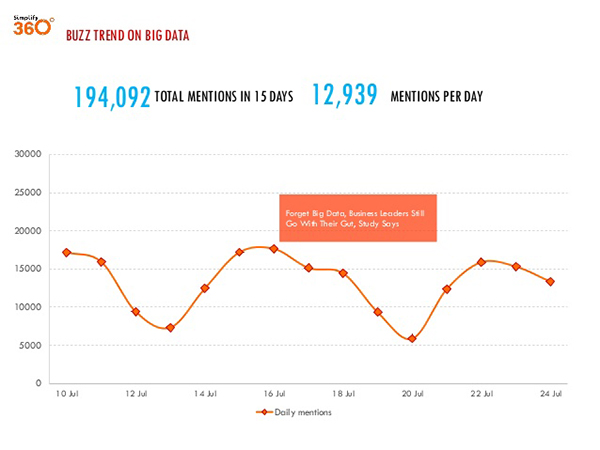 Simplify
360°
BUZZ TREND ON BIG DATA
194,092 TOTAL MENTIONS IN 15 DAYS 12,939 MENTIONS PER DAY
30000
25000
20000
15000
10000
5000
0
Forget Big Data, Business Leaders Still
Go With Their Gut, Study Says
10 Jul 12 Jul 14 Jul 16 Jul 18 Jul 20 Jul 22 Jul 24 Jul
Daily mentions